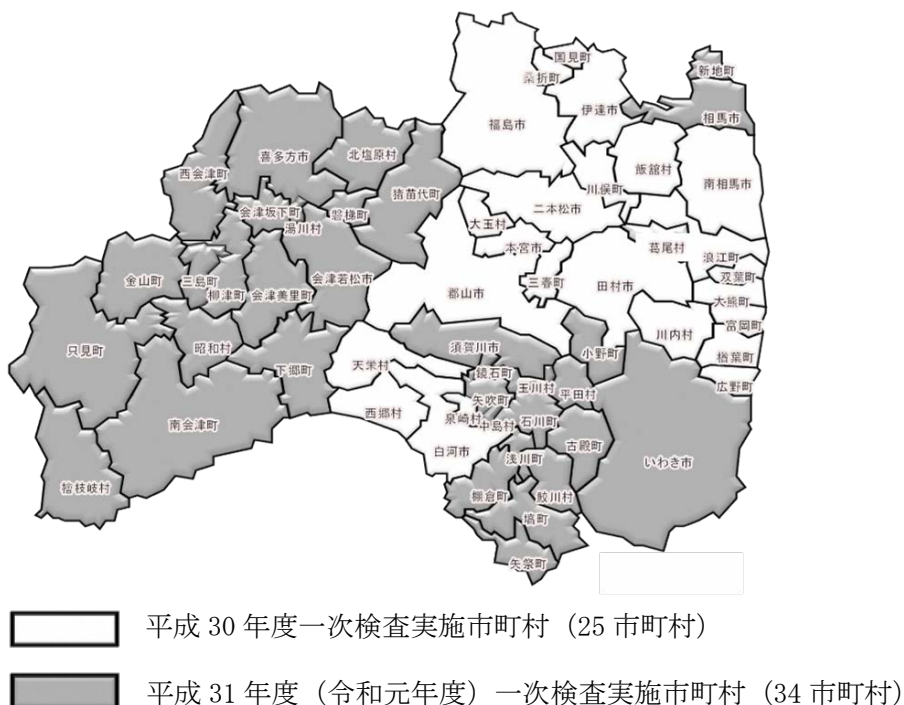 国見町
桑折町
新地町
伊達市
相馬市
福島市
喜多方市
北塩原村
飯舘村
西会津町
南相馬市
猪苗代町
川俣町
会津坂下町
磐梯町
二本松市
湯川村
大玉村
本宮市
葛尾村
浪江町
金山町
三島町
会津若松市
三春町
田村市
双葉町
柳津町
会津美里町
郡山市
大熊町
富岡町
川内村
只見町
昭和村
須賀川市
小野町
楢葉町
下郷町
天栄村
鏡石町
玉川村
平田村
広野町
矢吹町
西郷村
泉崎村
中島村
石川町
南会津町
古殿町
白河市
浅川町
いわき市
檜枝岐村
棚倉町
鮫川村
塙町
矢祭町
平成 30 年度一次検査実施市町村（25 市町村）
平成 31 年度（令和元年度）一次検査実施市町村（34 市町村）